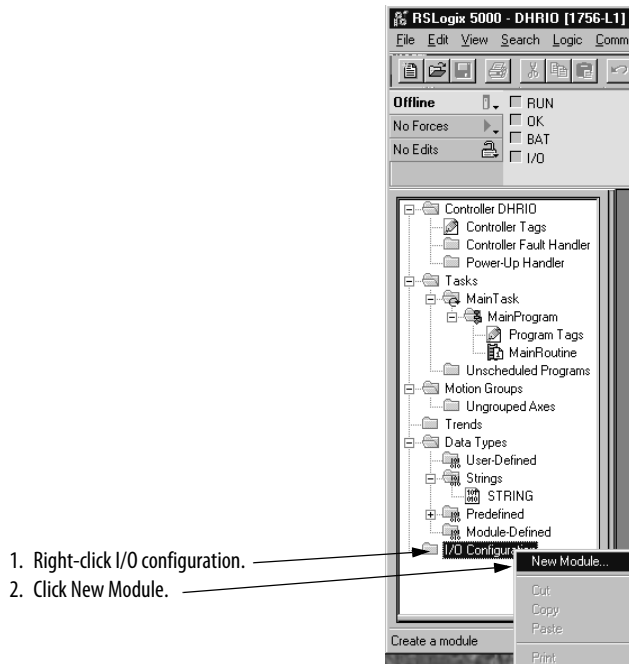 RSLogix 5000 - DHRIO [1756-L1]
File Edit View Search Logic Comm
Offline
RUN
No Forces
OK
BAT
No Edits
I/O
Controller DHRIO
Controller Tags
Controller Fault Handler
Power-Up Handler
Tasks
MainTask
MainProgram
Program Tags
MainRoutine
Unscheduled Programs
Motion Groups
Ungrouped Axes
Trends
Data Types
User-Defined
Strings
STRING
Predefined
Module-Defined
1. Right-click I/O configuration.
I/O Configuration
2. Click New Module.
New Module...
Cut
Copy
Paste
Create a module
Print